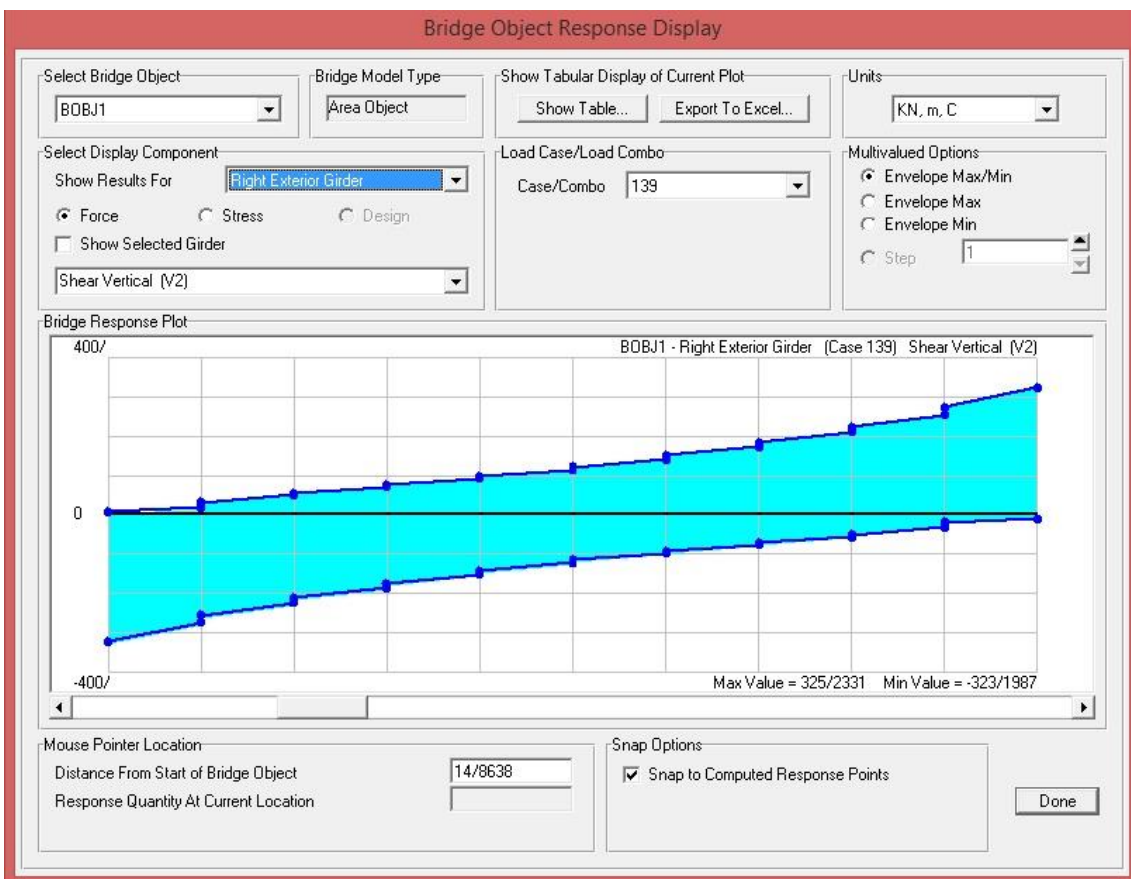 Bridge Object Response Display
Select Bridge Object
BOBJ1
Bridge Model Type
Area Object
Show Tabular Display of Current Plot
Show Table...
Export To Excel...
Units
KN, m, C
Select Display Component
Show Results For
Right Exterior Girder
Force
Stress
Design
Show Selected Girder
Shear Vertical (V2)
Load Case/Load Combo
Case/Combo
139
Multivalued Options
Envelope Max/Min
Envelope Max
Envelope Min
Step
1
Bridge Response Plot
400/
BOBJ1 - Right Exterior Girder (Case 139) Shear Vertical (V2)
0
-400/
Max Value = 325/2331 Min Value = -323/1987
Mouse Pointer Location
Distance From Start of Bridge Object
14/8638
Response Quantity At Current Location
Snap Options
Snap to Computed Response Points
Done